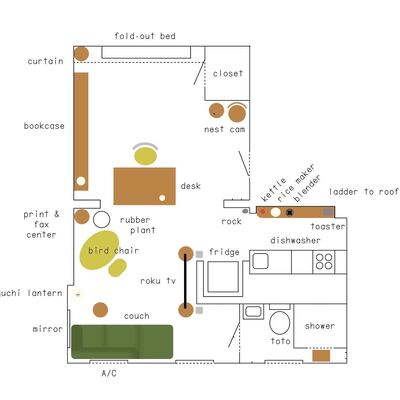 fold-out bed
curtain
closet
bookcase
nest cam
kettle
rice maker
blender
desk
ladder to roof
print &
fax
center
rubber
plant
rock
toaster
dishwasher
bird chair
fridge
roku tv
guchi lantern
couch
mirror
shower
toto
A/C